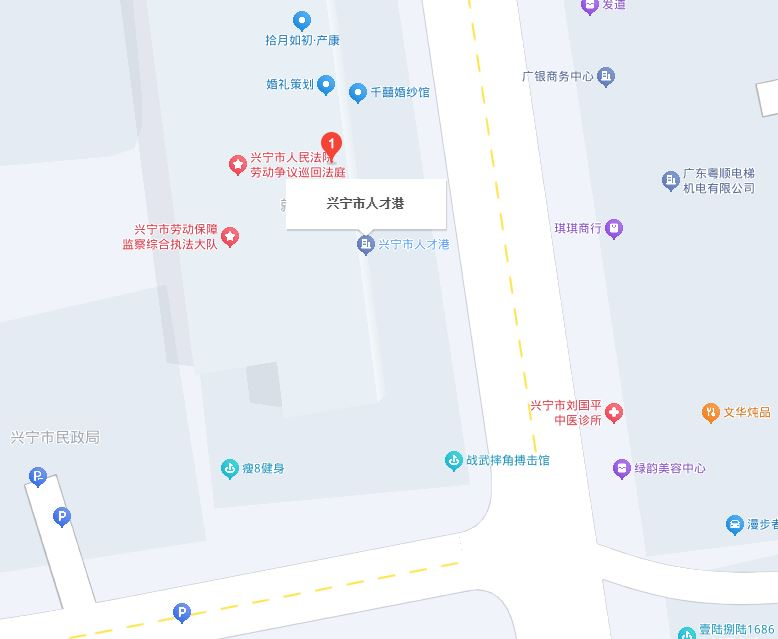 发道
拾月如初·产康
广银商务中心
婚礼策划
千囍婚纱馆
1
兴宁市人民法院
劳动争议巡回法庭
广东粤顺电梯
机电有限公司
兴宁市人才港
兴宁市劳动保障
监察综合执法大队
兴宁市人才港
琪琪商行
兴宁市刘国平
中医诊所
文华炖品
兴宁市民政局
战武摔角搏击馆
瘦8健身
绿韵美容中心
P
P
漫步者
P
壹陆捌陆1686